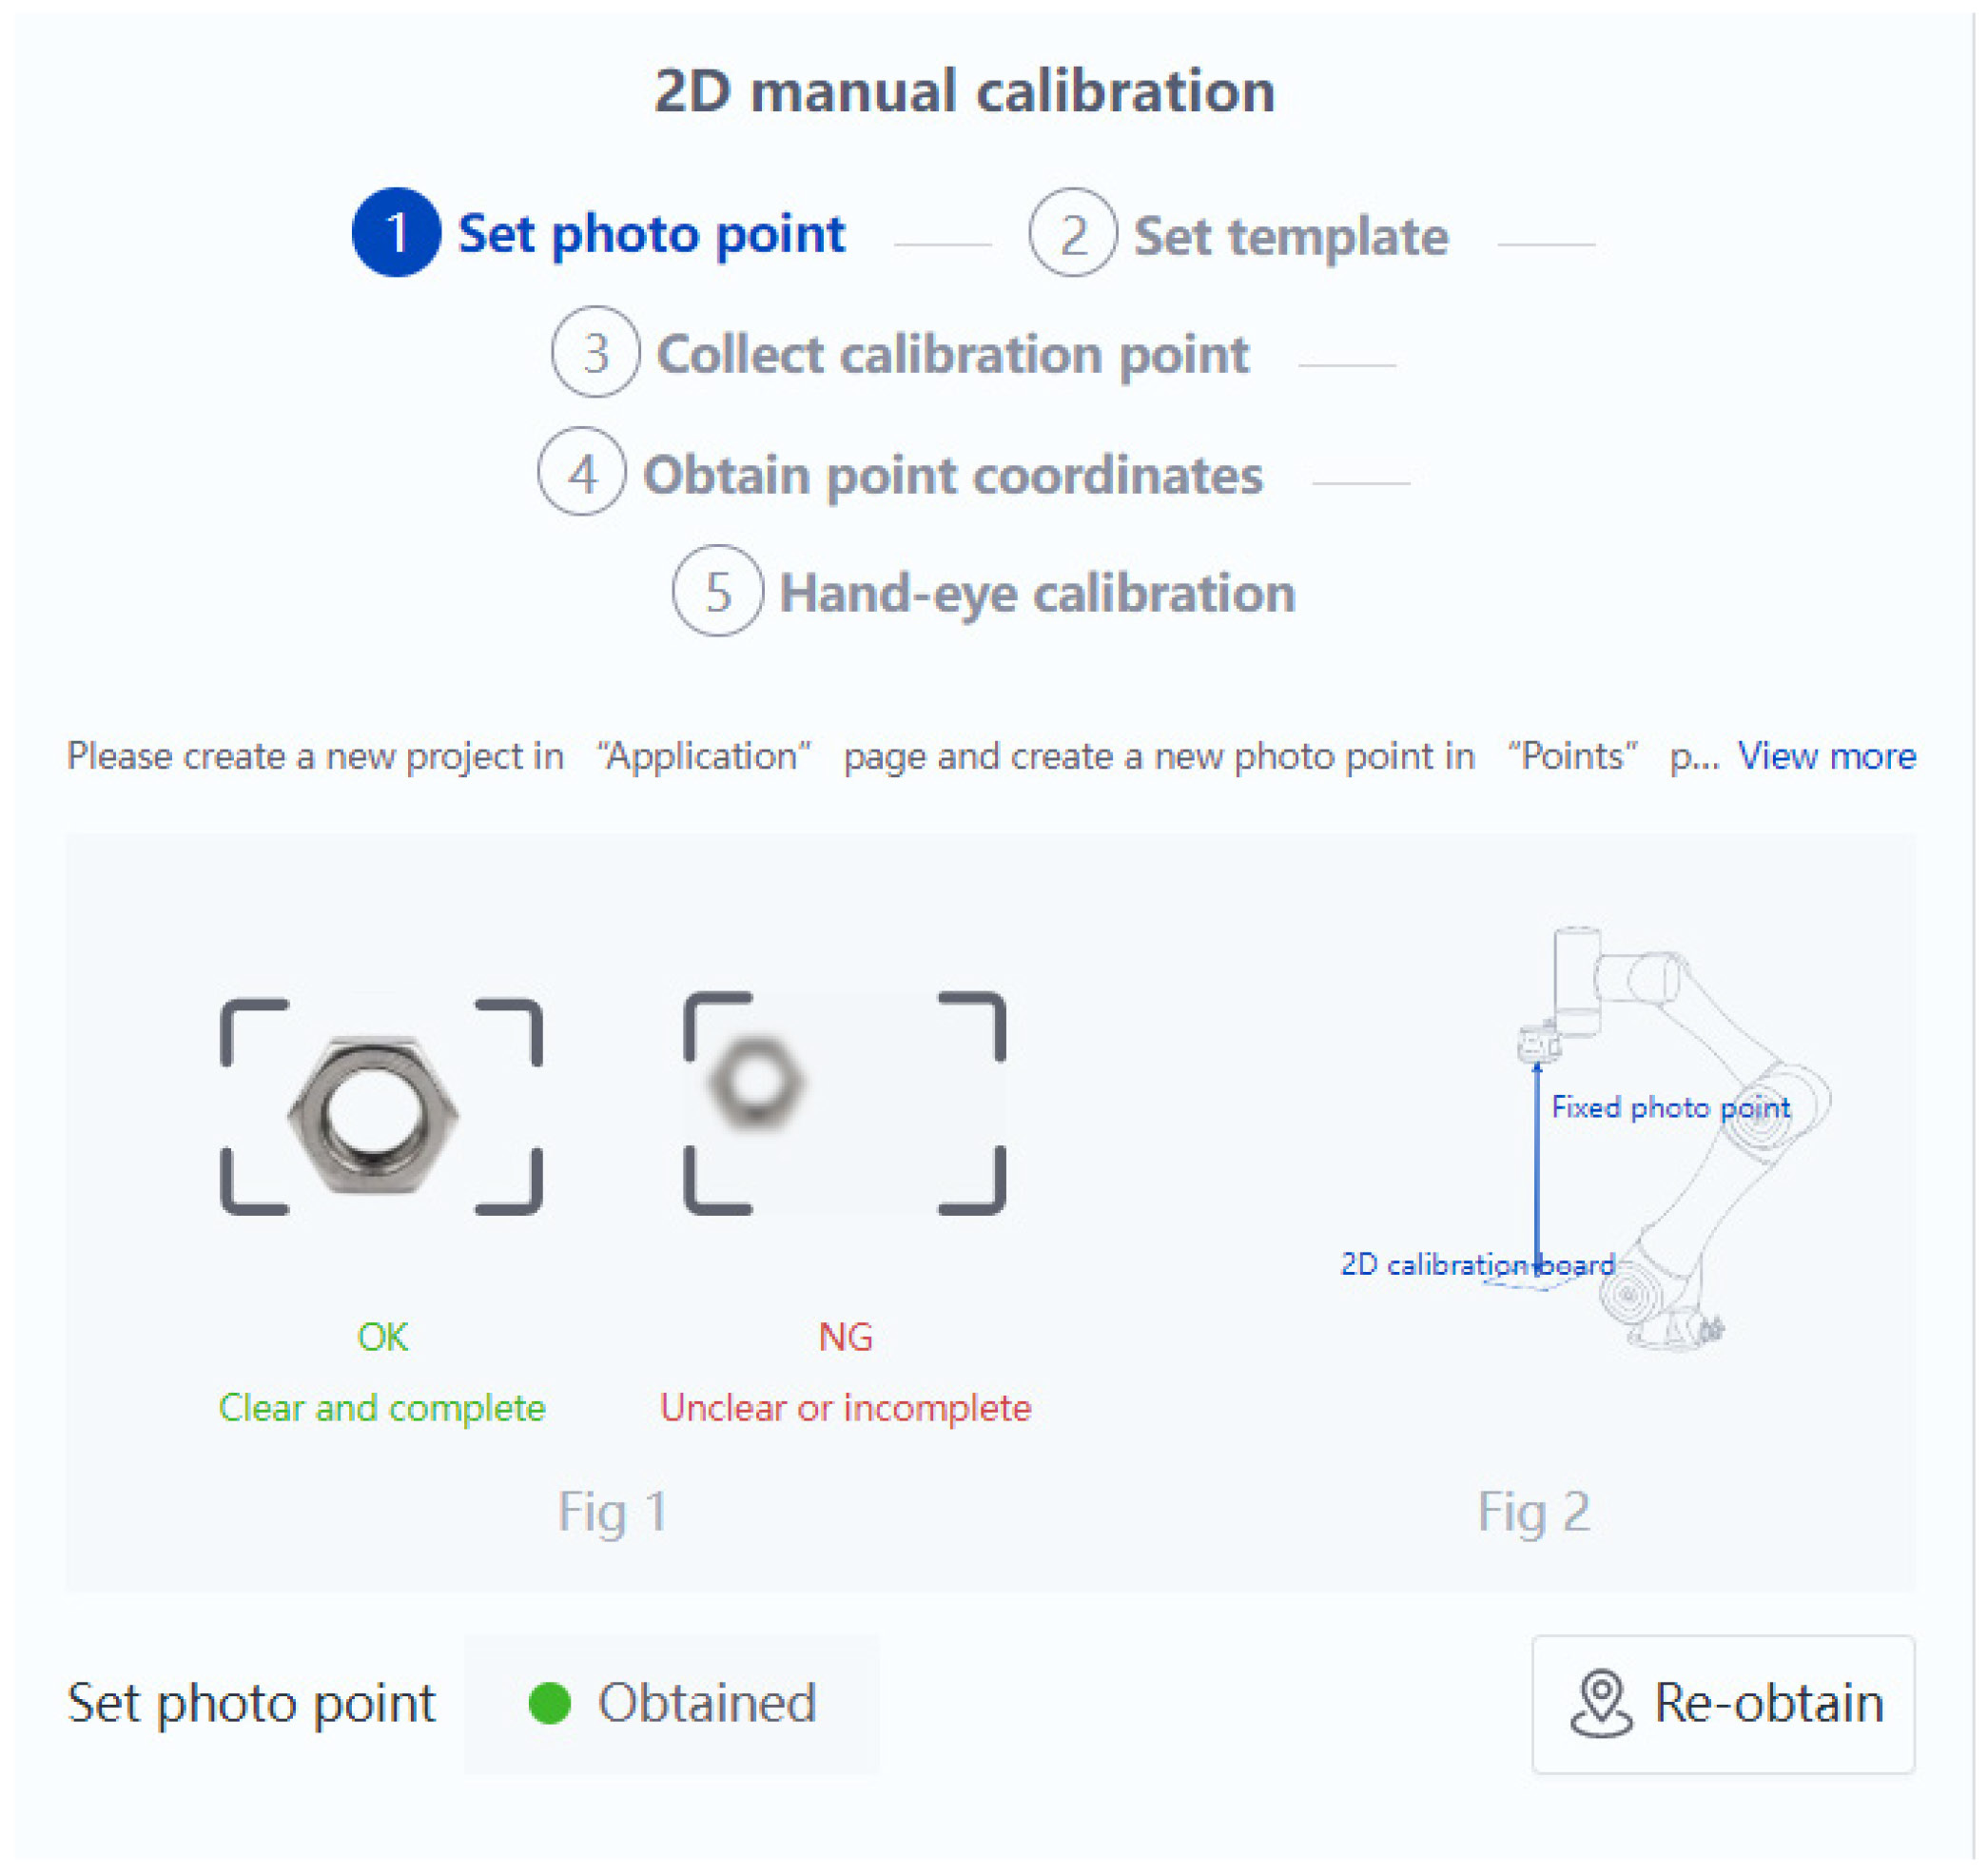 2D manual calibration
1 Set photo point 2 Set template
3 Collect calibration point
4 Obtain point coordinates
5 Hand-eye calibration
Please create a new project in “Application” page and create a new photo point in “Points” p... View more
Fixed photo point
2D calibration board
OK NG
Clear and complete Unclear or incomplete
Fig 1 Fig 2
Set photo point Obtained Re-obtain